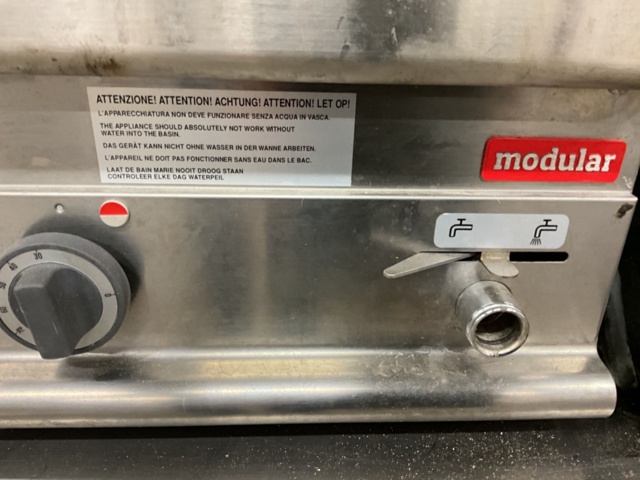 ATTENZIONE! ATTENTION! ACHTUNG! ATTENTION! LET OP!
L'APPARECCHIATURA NON DEVE FUNZIONARE SENZA ACQUA IN VASCA.
THE APPLIANCE SHOULD ABSOLUTELY NOT WORK WITHOUT
WATER INTO THE BASIN.
DAS GERÄT KANN NICHT OHNE WASSER IN DER WANNE ARBEITEN.
L'APPAREIL NE DOIT PAS FONCTIONNER SANS EAU DANS LE BAC.
LAAT DE BAIN MARIE NOOIT DROOG STAAN
CONTROLEER ELKE DAG WATERPEIL
modular
0
30
40